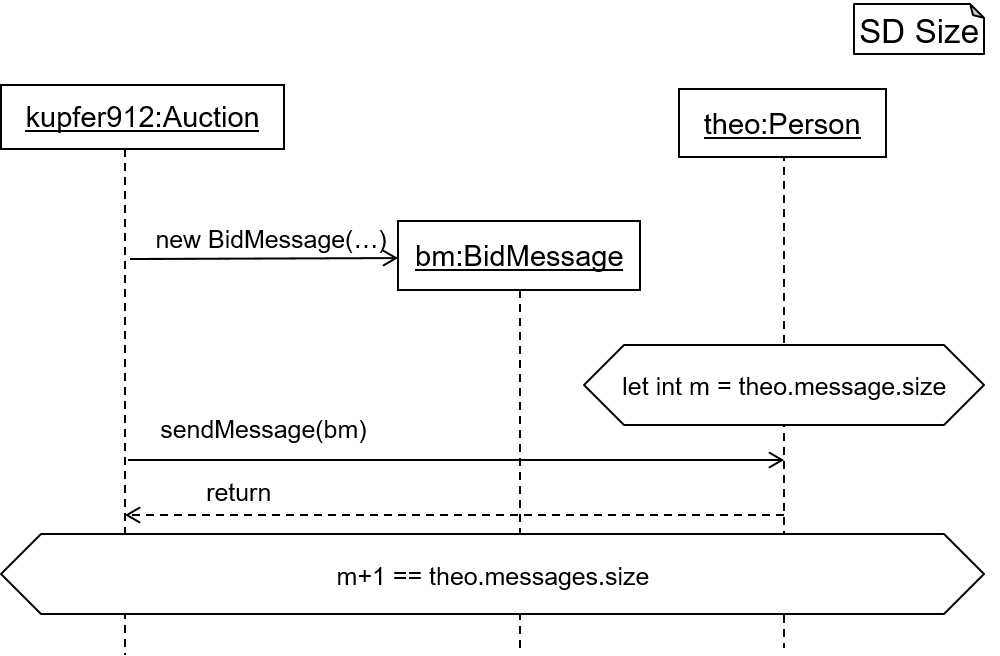 SD Size
kupfer912:Auction
theo:Person
new BidMessage(…)
bm:BidMessage
let int m = theo.message.size
sendMessage(bm)
return
m+1 == theo.messages.size